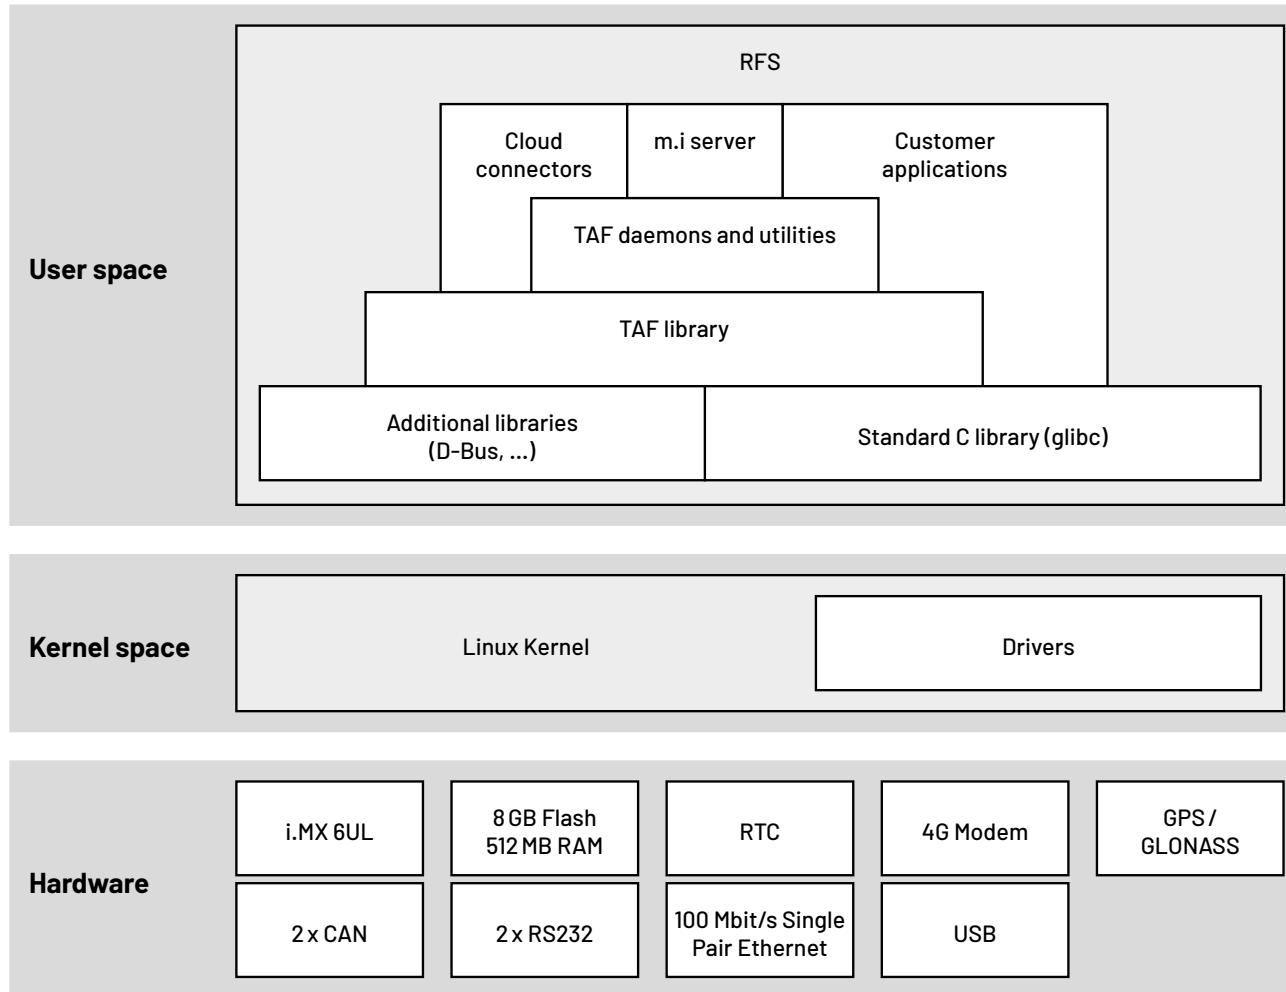 User space
RFS
Cloud
connectors
m.i server
Customer
applications
TAF daemons and utilities
TAF library
Additional libraries
(D-Bus, ...)
Standard C library (glibc)
Kernel space
Linux Kernel
Drivers
Hardware
i.MX 6UL
8 GB Flash
512 MB RAM
RTC
4G Modem
GPS /
GLONASS
2 x CAN
2 x RS232
100 Mbit/s Single
Pair Ethernet
USB